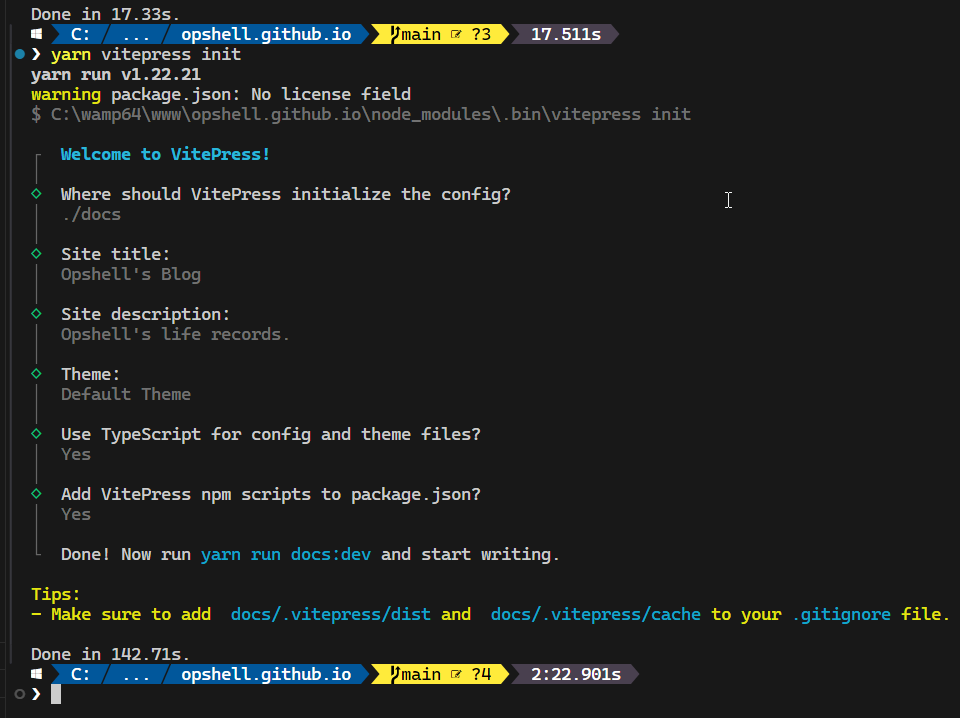 Done in 17.33s.
C: ... opshell.github.io main ?3 17.511s
❯ yarn vitepress init
yarn run v1.22.21
warning package.json: No license field
$ C:\wamp64\www\opshell.github.io\node_modules\.bin\vitepress init
Welcome to VitePress!
Where should VitePress initialize the config?
./docs
Site title:
Opshell's Blog
Site description:
Opshell's life records.
Theme:
Default Theme
Use TypeScript for config and theme files?
Yes
Add VitePress npm scripts to package.json?
Yes
Done! Now run yarn run docs:dev and start writing.
Tips:
- Make sure to add  docs/.vitepress/dist and  docs/.vitepress/cache to your .gitignore file.
Done in 142.71s.
C: ... opshell.github.io main ?4 2:22.901s
❯